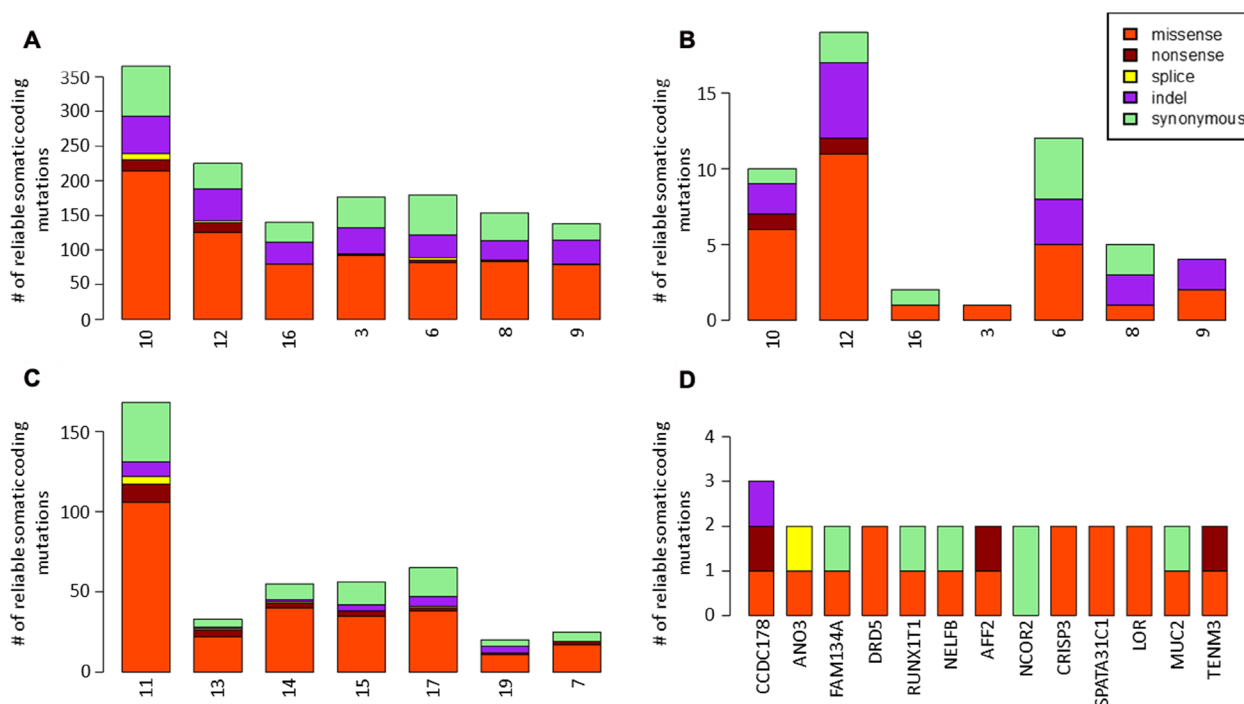 A
# of reliable somatic coding
mutations
350
300
250
200
150
100
50
0
10 12 16 3 6 8 9
B
# of reliable somatic coding
mutations
15
10
5
0
10 12 16 3 6 8 9
missense
nonsense
splice
indel
synonymous
C
# of reliable somatic coding
mutations
150
100
50
0
11 13 14 15 17 19 7
D
# of reliable somatic coding
mutations
4
3
2
1
0
CCDC178
ANO3
FAM134A
DRD5
RUNX1T1
NELFB
AFF2
NCOR2
CRISP3
SPATA31C1
LOR
MUC2
TENM3